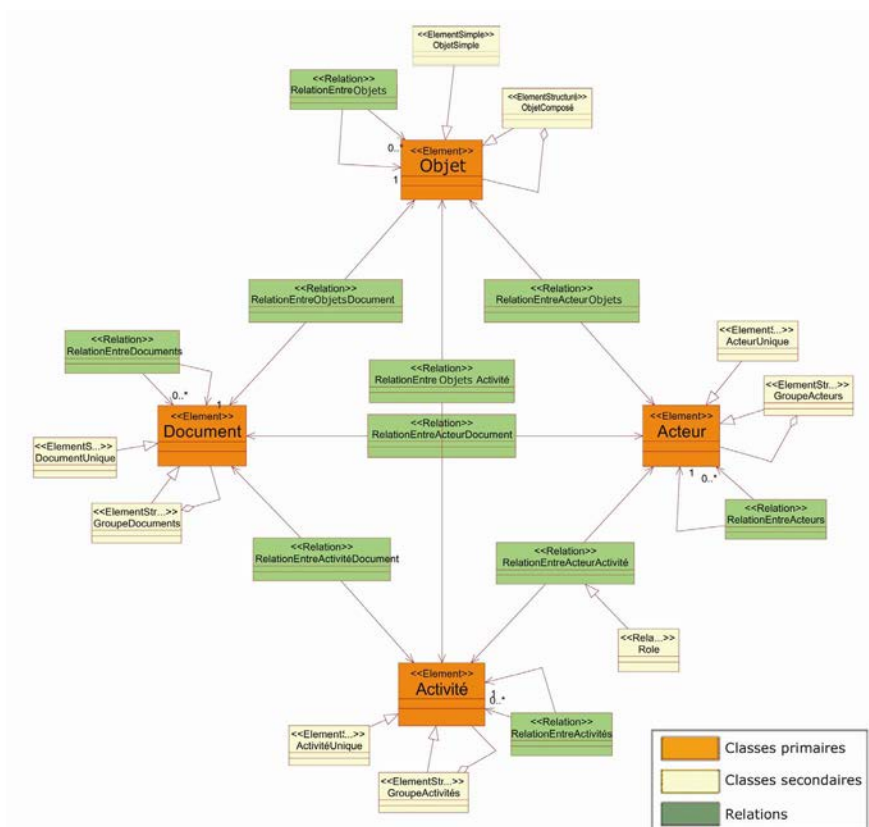 <<ElementSimple>>
ObjetSimple
<<Relation>>
RelationEntreObjets
<<ElementStructuré>>
ObjetComposé
0..*
<<Element>>
Objet
1
<<Relation>>
RelationEntreObjetsDocument
<<Relation>>
RelationEntreActeurObjets
<<Relation>>
RelationEntreDocuments
<<ElementS...>>
ActeurUnique
<<Relation>>
RelationEntre Objets Activité
<<ElementStr...>>
GroupeActeurs
0..*
1
<<Element>>
Document
<<Relation>>
RelationEntreActeurDocument
<<Element>>
Acteur
<<ElementS...>>
DocumentUnique
1
0..*
<<ElementStr...>>
GroupeDocuments
<<Relation>>
RelationEntreActeurs
<<Relation>>
RelationEntreActivitéDocument
<<Relation>>
RelationEntreActeurActivité
<<Rela...>>
Role
<<Element>>
Activité
1
0..*
<<ElementS...>>
ActivitéUnique
<<Relation>>
RelationEntreActivités
<<ElementStr...>>
GroupeActivités
Classes primaires
Classes secondaires
Relations